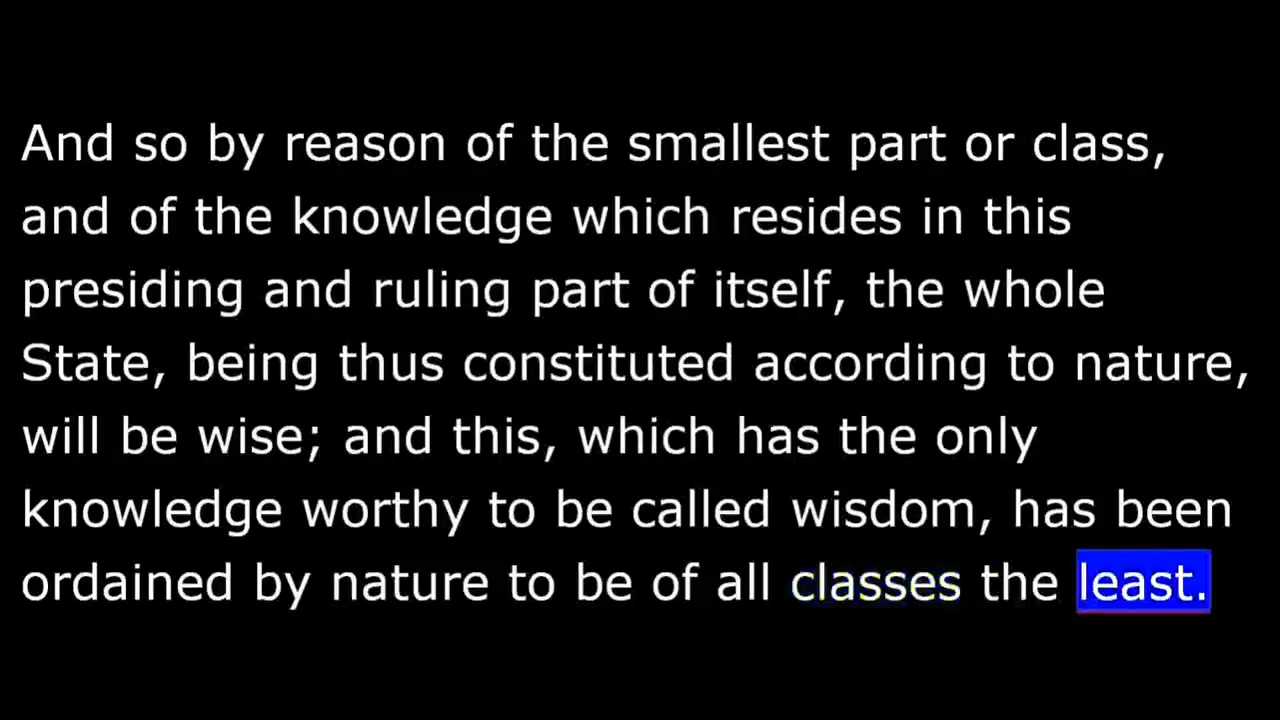 And so by reason of the smallest part or class,
and of the knowledge which resides in this
presiding and ruling part of itself, the whole
State, being thus constituted according to nature,
will be wise; and this, which has the only
knowledge worthy to be called wisdom, has been
ordained by nature to be of all classes the least.